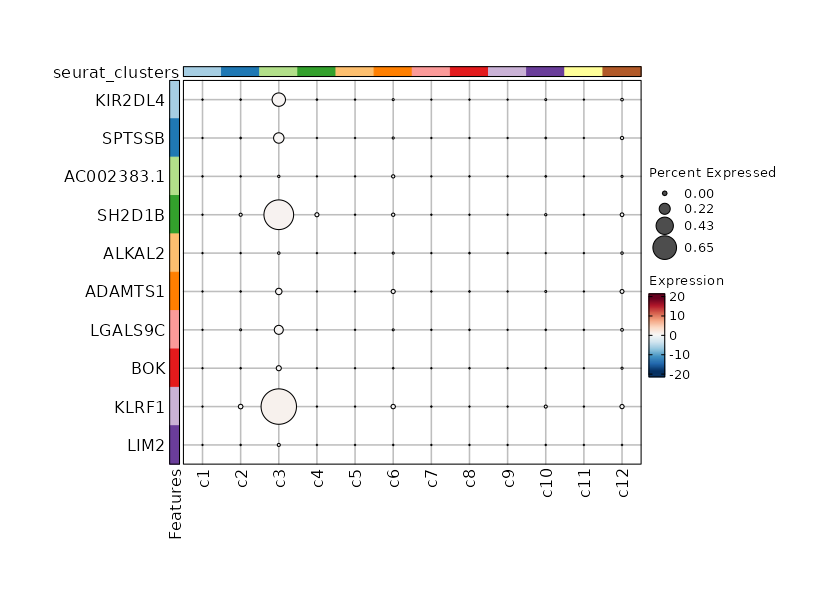 seurat_clusters
KIR2DL4
SPTSSB
AC002383.1
SH2D1B
ALKAL2
ADAMTS1
LGALS9C
BOK
KLRF1
LIM2
Features
c1
c2
c3
c4
c5
c6
c7
c8
c9
c10
c11
c12
Percent Expressed
0.00
0.22
0.43
0.65
Expression
20
10
0
-10
-20